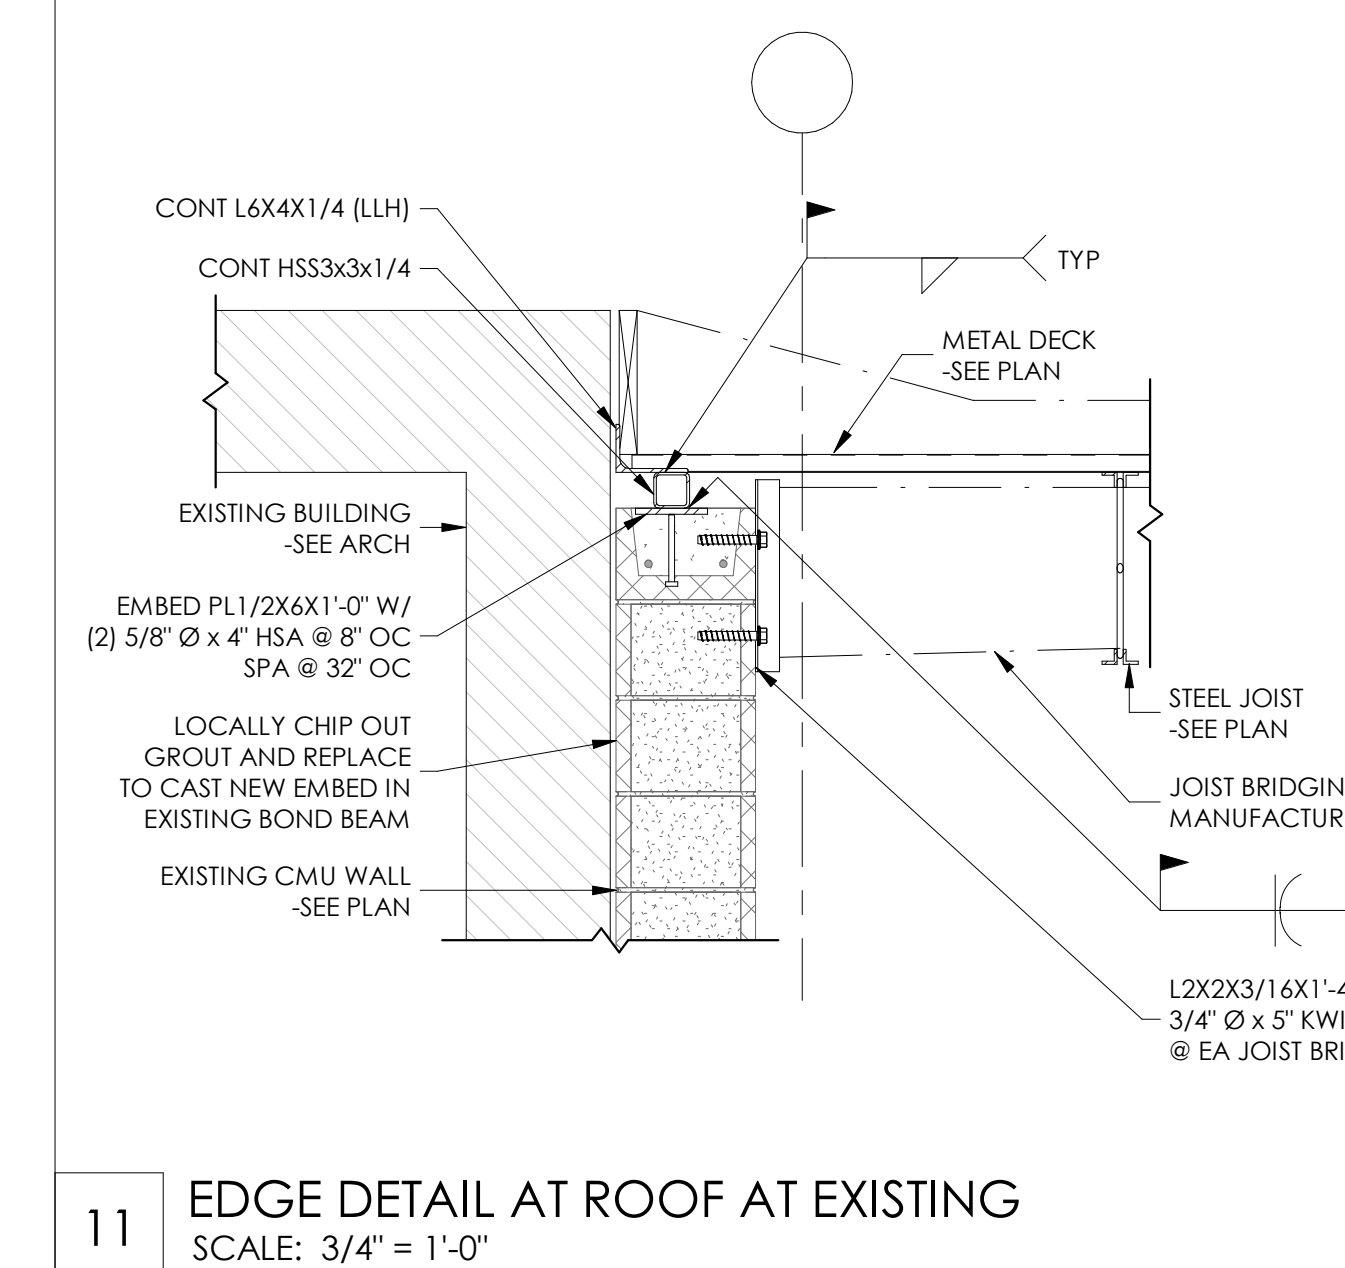 CONT L6X4X1/4 (LLH)
CONT HSS3x3x1/4
TYP
METAL DECK
-SEE PLAN
EXISTING BUILDING
-SEE ARCH
EMBED PL1/2X6X1'-0" W/
(2) 5/8" Ø x 4" HSA @ 8" OC
SPA @ 32" OC
LOCALLY CHIP OUT
GROUT AND REPLACE
TO CAST NEW EMBED IN
EXISTING BOND BEAM
EXISTING CMU WALL
-SEE PLAN
STEEL JOIST
-SEE PLAN
JOIST BRIDGIN
MANUFACTUR
L2X2X3/16X1'-4
3/4" Ø x 5" KWI
@ EA JOIST BRI
11
EDGE DETAIL AT ROOF AT EXISTING
SCALE: 3/4" = 1'-0"